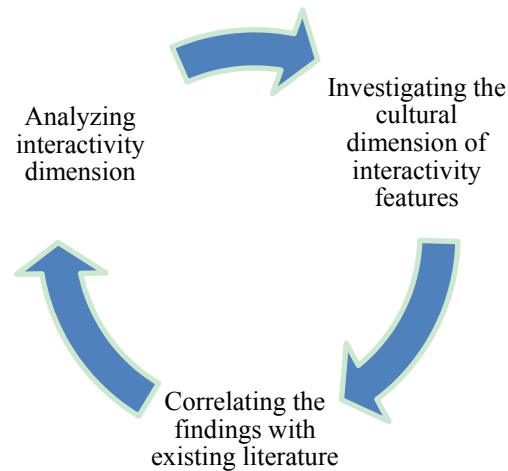 Analyzing
interactivity
dimension
Investigating the
cultural
dimension of
interactivity
features
Correlating the
findings with
existing literature